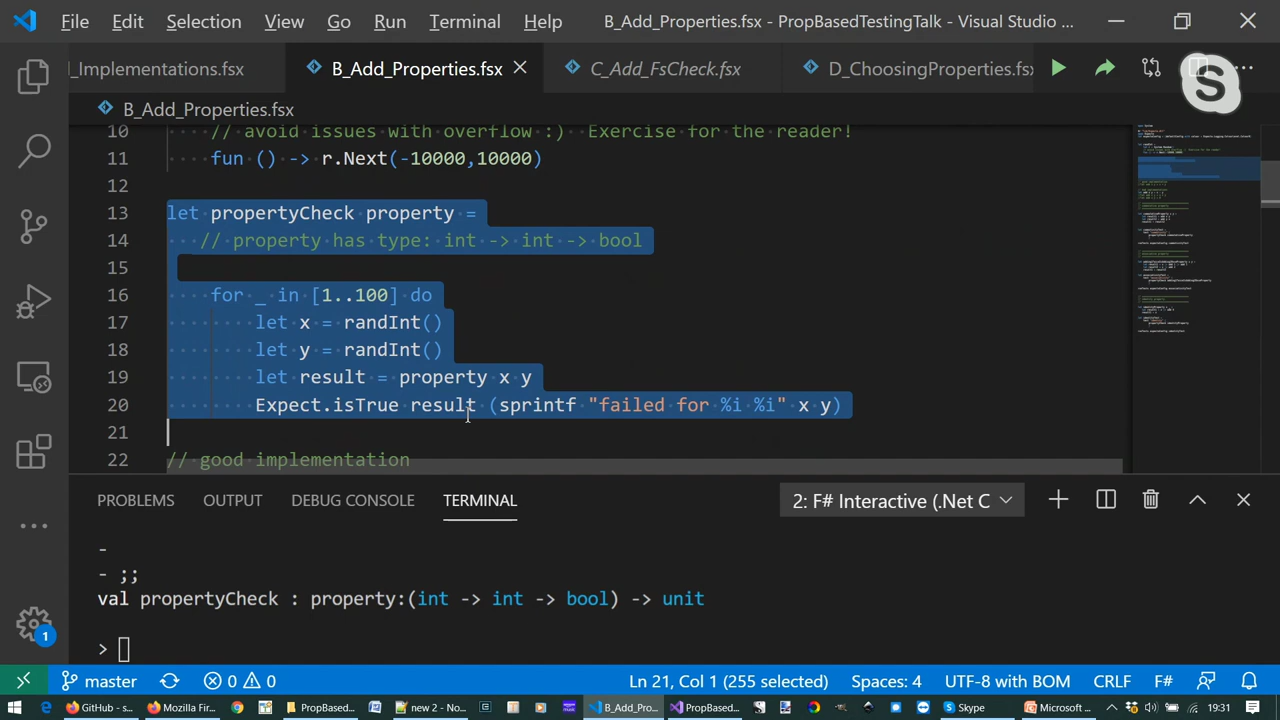 File Edit Selection View Go Run Terminal Help B_Add_Properties.fsx - PropBasedTestingTalk - Visual Studio ...
_Implementations.fsx B_Add_Properties.fsx C_Add_FsCheck.fsx D_ChoosingProperties.fsx
B_Add_Properties.fsx
10 // avoid issues with overflow :) Exercise for the reader!
11 fun () -> r.Next(-10000,10000)
12
13 let propertyCheck property =
14 // property has type: int -> int -> bool
15
16 for _ in [1..100] do
17 let x = randInt()
18 let y = randInt()
19 let result = property x y
20 Expect.isTrue result (sprintf "failed for %i %i" x y)
21
22 // good implementation
PROBLEMS OUTPUT DEBUG CONSOLE TERMINAL 2: F# Interactive (.Net C
-
- ;;
val propertyCheck : property:(int -> int -> bool) -> unit
>
1
master 0 0 Ln 21, Col 1 (255 selected) Spaces: 4 UTF-8 with BOM CRLF F#
GitHub - s... Mozilla Fir... PropBased... new 2 - No... B_Add_Pro... PropBased... Skype Microsoft ... 19:31